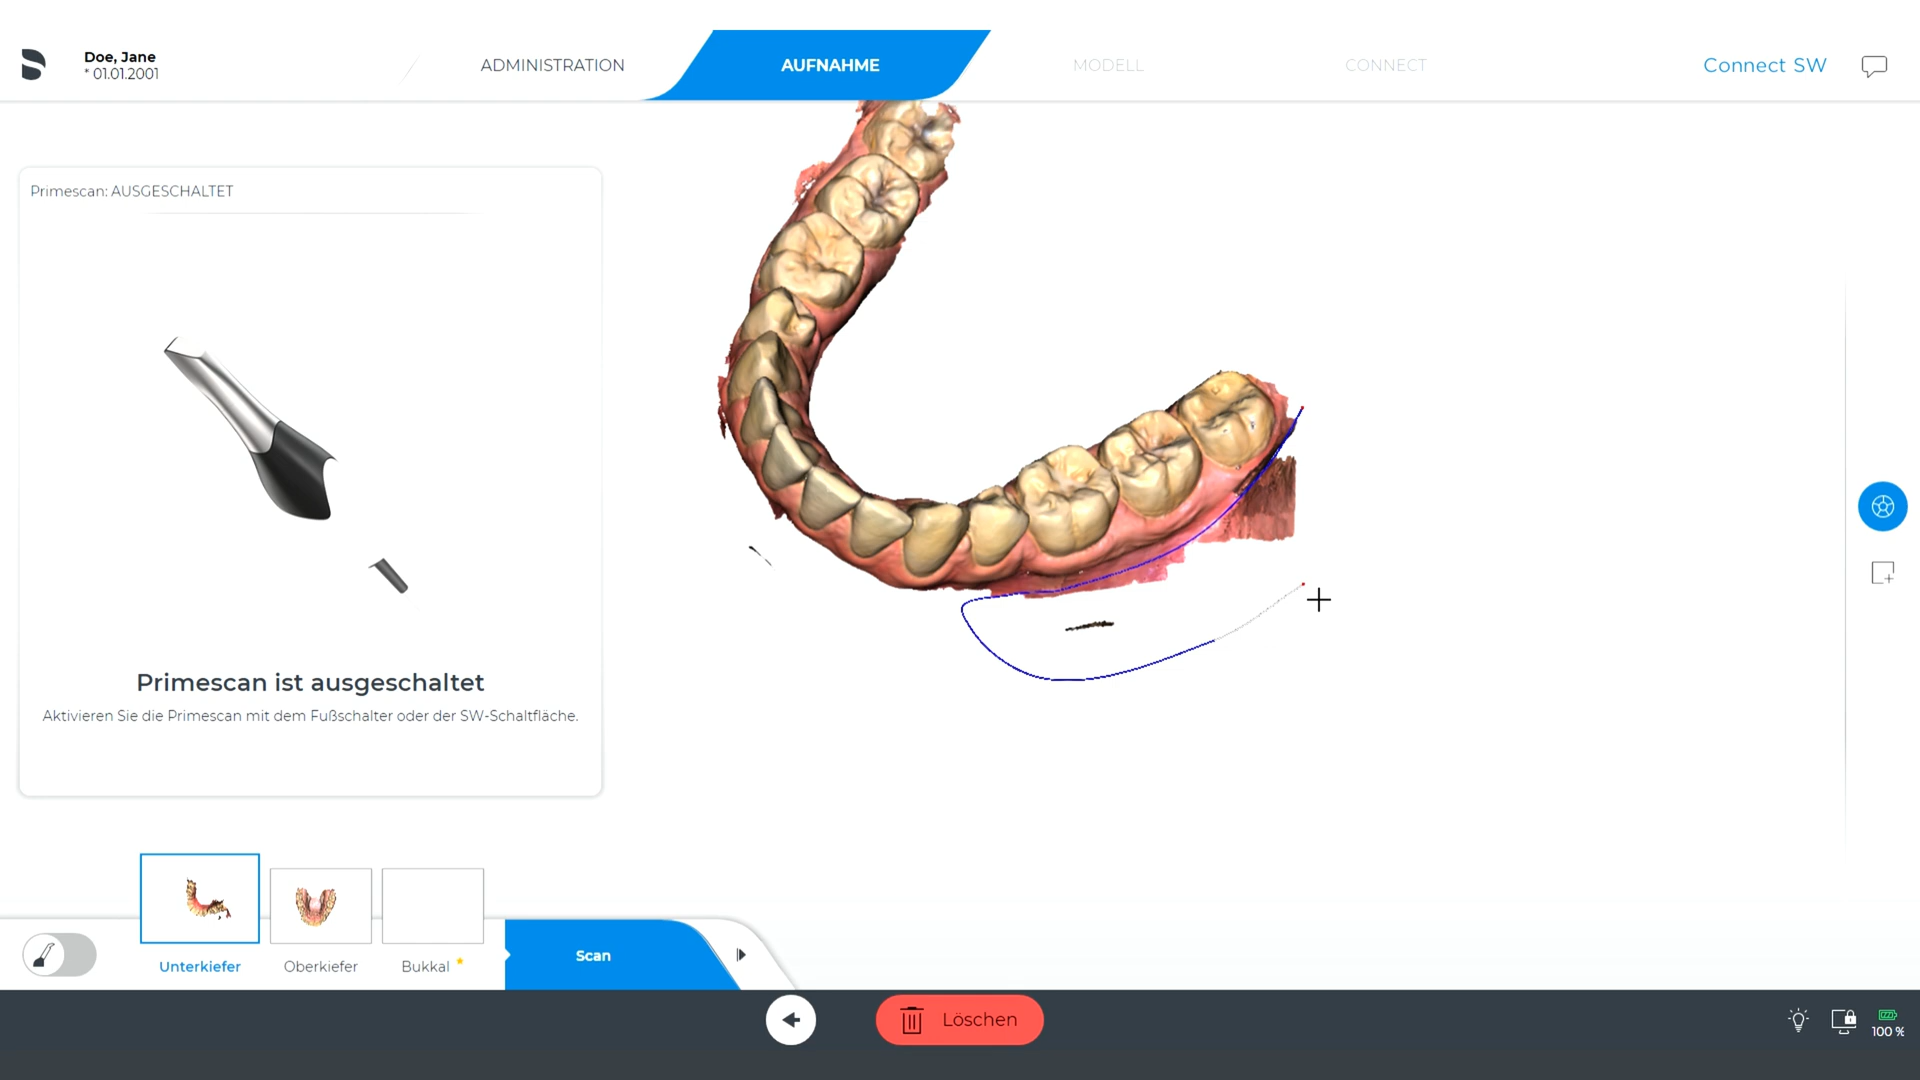 Doe, Jane
* 01.01.2001
ADMINISTRATION
AUFNAHME
MODELL
CONNECT
Connect SW
Primescan: AUSGESCHALTET
Primescan ist ausgeschaltet
Aktivieren Sie die Primescan mit dem Fußschalter oder der SW-Schaltfläche.
Unterkiefer
Oberkiefer
Bukkal
Scan
Löschen
100 %